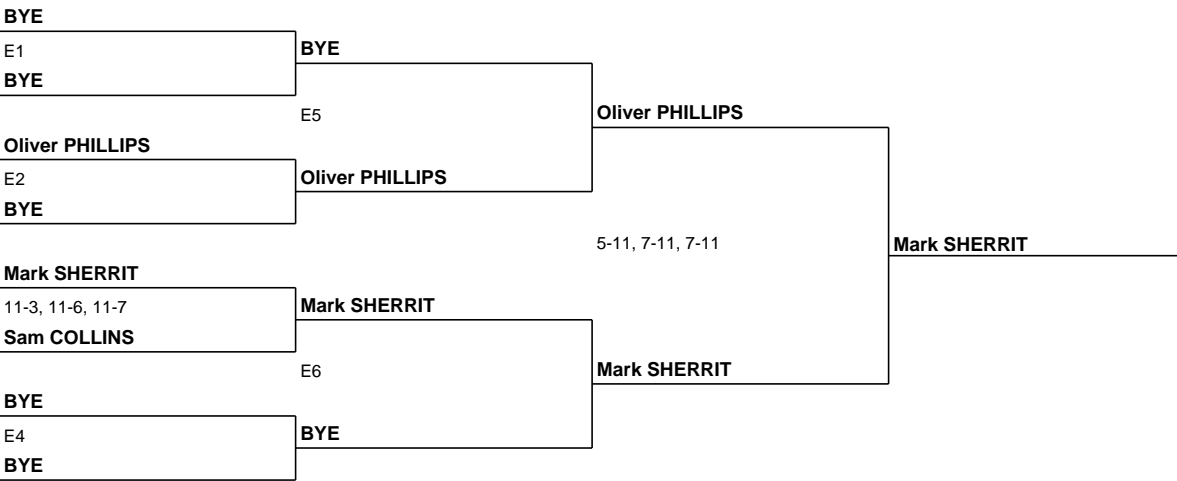 BYE
E1
BYE
BYE
E5
Oliver PHILLIPS
Oliver PHILLIPS
E2
Oliver PHILLIPS
BYE
5-11, 7-11, 7-11
Mark SHERRIT
Mark SHERRIT
11-3, 11-6, 11-7
Mark SHERRIT
Sam COLLINS
E6
Mark SHERRIT
BYE
E4
BYE
BYE